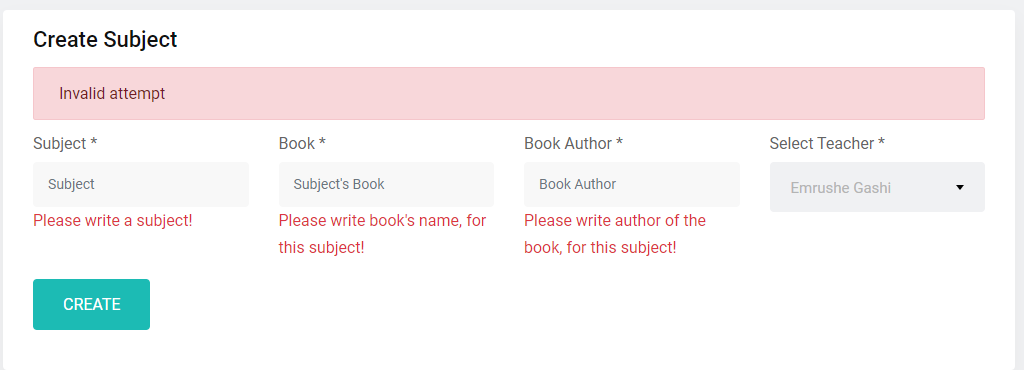 Create Subject
Invalid attempt
Subject *
Book *
Book Author *
Select Teacher *
Subject
Subject's Book
Book Author
Emrushe Gashi
Please write a subject!
Please write book's name, for
this subject!
Please write author of the
book, for this subject!
CREATE